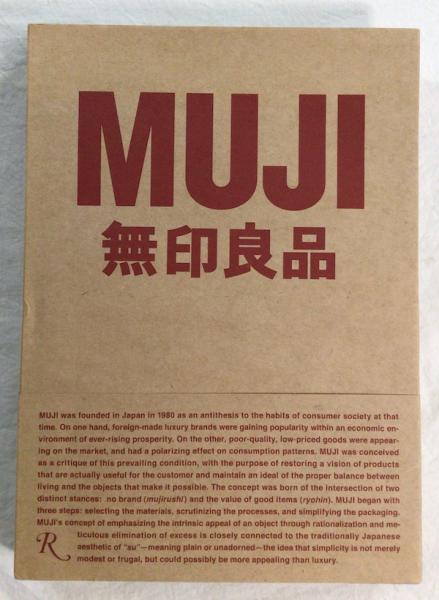 MUJI
無印良品
MUJI was founded in Japan in 1980 as an antithesis to the habits of consumer society at that
time. On one hand, foreign-made luxury brands were gaining popularity within an economic en-
vironment of ever-rising prosperity. On the other, poor-quality, low-priced goods were appear-
ing on the market, and had a polarizing effect on consumption patterns. MUJI was conceived
as a critique of this prevailing condition, with the purpose of restoring a vision of products
that are actually useful for the customer and maintain an ideal of the proper balance between
living and the objects that make it possible. The concept was born of the intersection of two
distinct stances: no brand (mujirushi) and the value of good items (ryohin). MUJI began with
three steps: selecting the materials, scrutinizing the processes, and simplifying the packaging.
MUJI's concept of emphasizing the intrinsic appeal of an object through rationalization and me-
ticulous elimination of excess is closely connected to the traditionally Japanese
aesthetic of "su"—meaning plain or unadorned—the idea that simplicity is not merely
modest or frugal, but could possibly be more appealing than luxury.
R